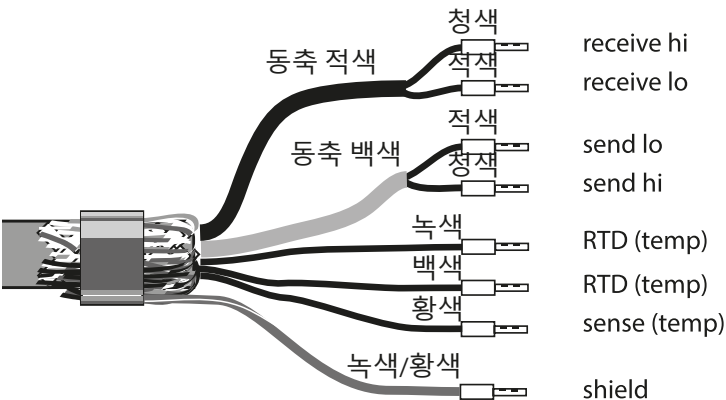 청색 receive hi
동축 적색
적색 receive lo
적색 send lo
동축 백색
청색 send hi
녹색 RTD (temp)
백색 RTD (temp)
황색 sense (temp)
녹색/황색 shield